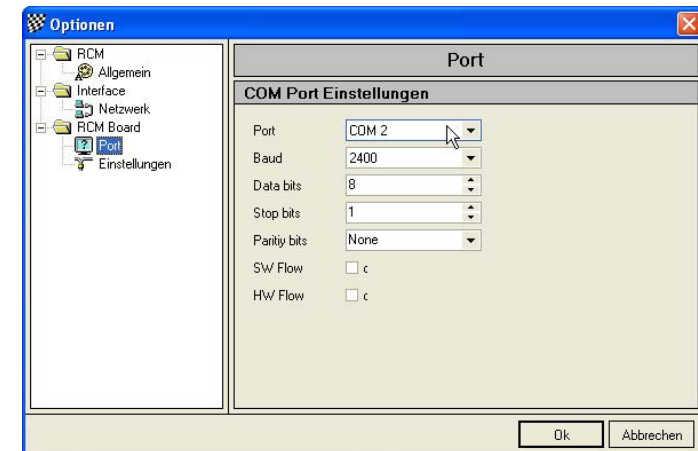 Optionen
RCM
Allgemein
Interface
Netzwerk
RCM Board
Port
Einstellungen
Port
COM Port Einstellungen
Port COM 2
Baud 2400
Data bits 8
Stop bits 1
Paritiy bits None
SW Flow c
HW Flow c
Ok Abbrechen